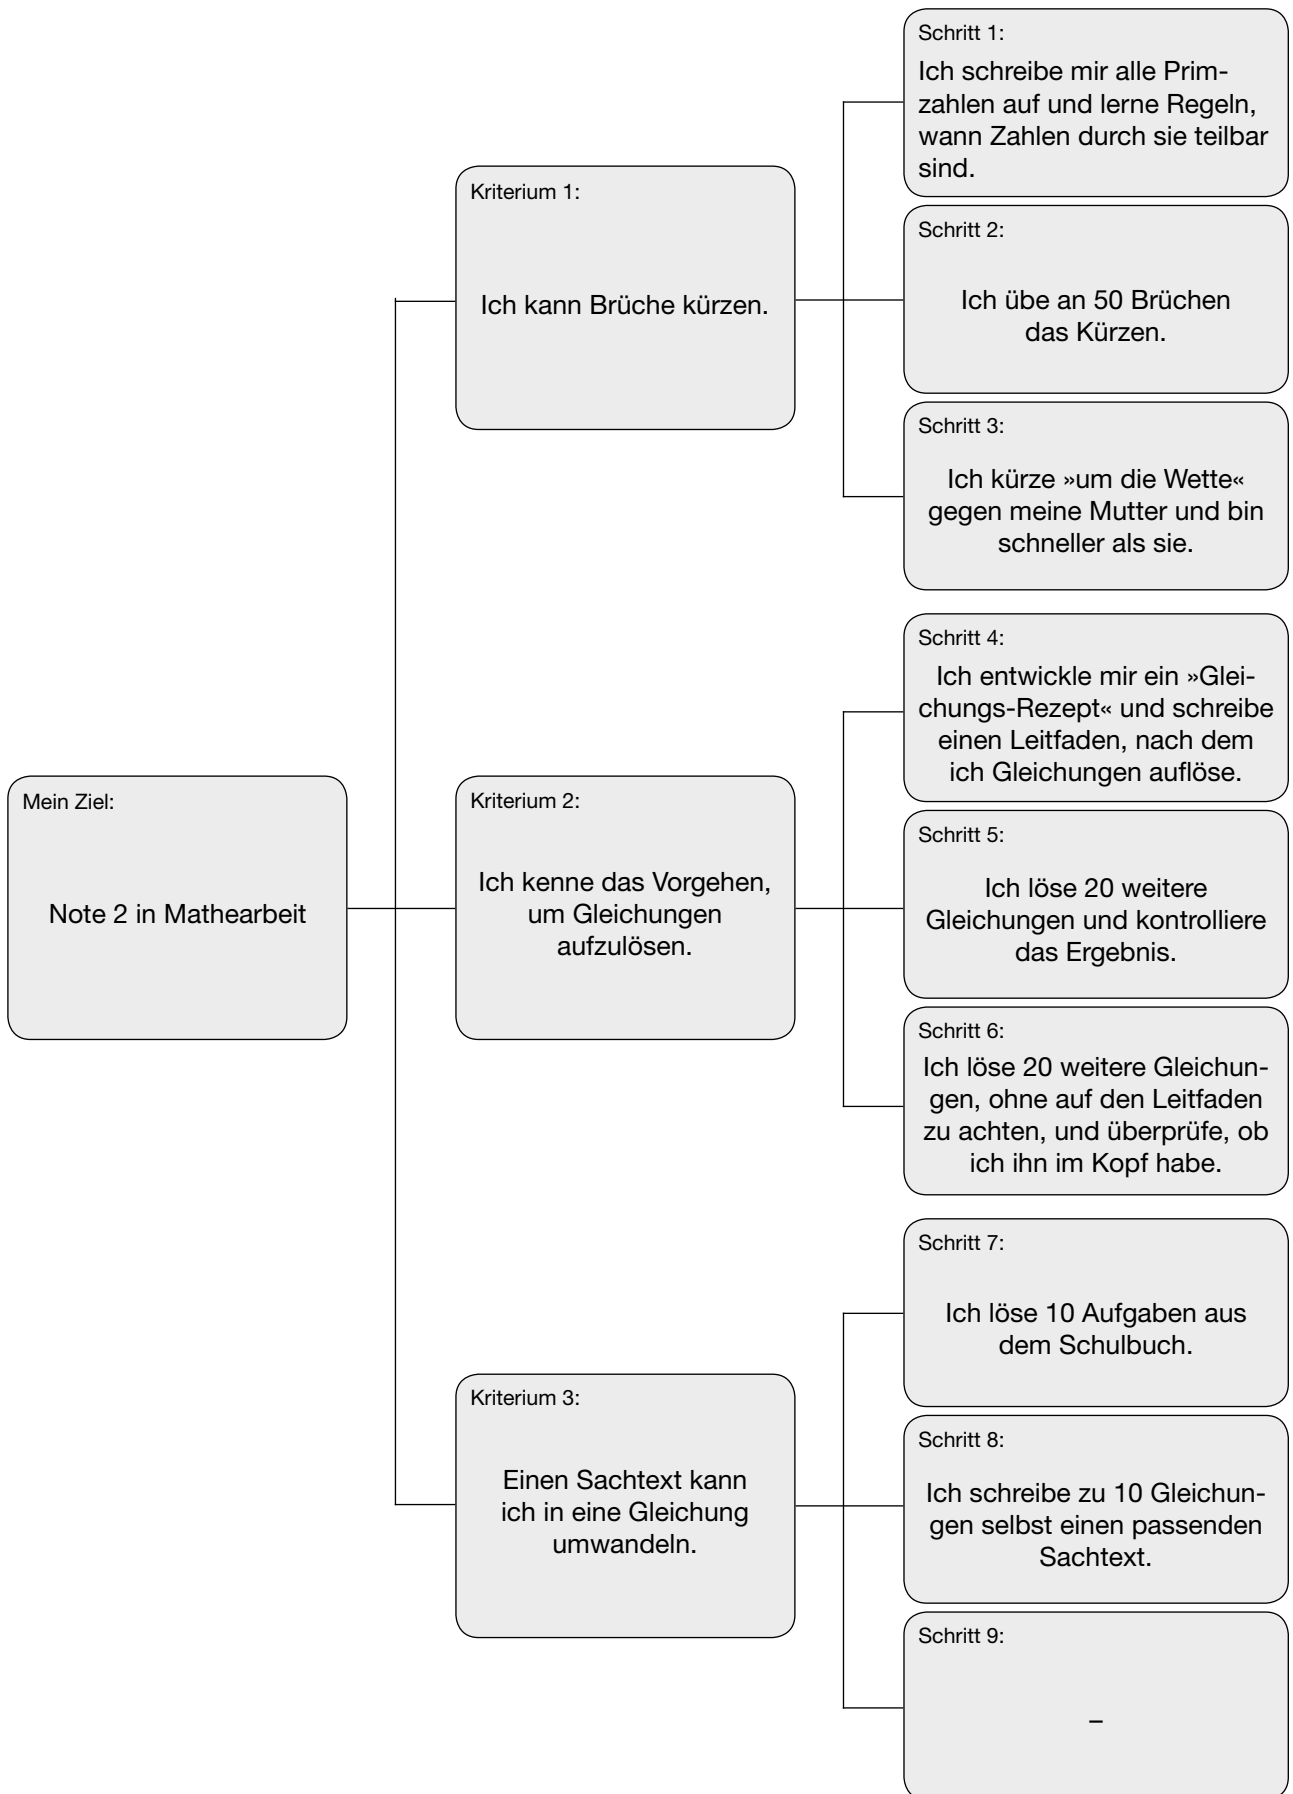 Schritt 1:
Ich schreibe mir alle Prim-
zahlen auf und lerne Regeln,
wann Zahlen durch sie teilbar
sind.
Kriterium 1:
Ich kann Brüche kürzen.
Schritt 2:
Ich übe an 50 Brüchen
das Kürzen.
Schritt 3:
Ich kürze »um die Wette«
gegen meine Mutter und bin
schneller als sie.
Schritt 4:
Ich entwickle mir ein »Glei-
chungs-Rezept« und schreibe
einen Leitfaden, nach dem
ich Gleichungen auflöse.
Mein Ziel:
Note 2 in Mathearbeit
Kriterium 2:
Ich kenne das Vorgehen,
um Gleichungen
aufzulösen.
Schritt 5:
Ich löse 20 weitere
Gleichungen und kontrolliere
das Ergebnis.
Schritt 6:
Ich löse 20 weitere Gleichun-
gen, ohne auf den Leitfaden
zu achten, und überprüfe, ob
ich ihn im Kopf habe.
Schritt 7:
Ich löse 10 Aufgaben aus
dem Schulbuch.
Kriterium 3:
Einen Sachtext kann
ich in eine Gleichung
umwandeln.
Schritt 8:
Ich schreibe zu 10 Gleichun-
gen selbst einen passenden
Sachtext.
Schritt 9:
–